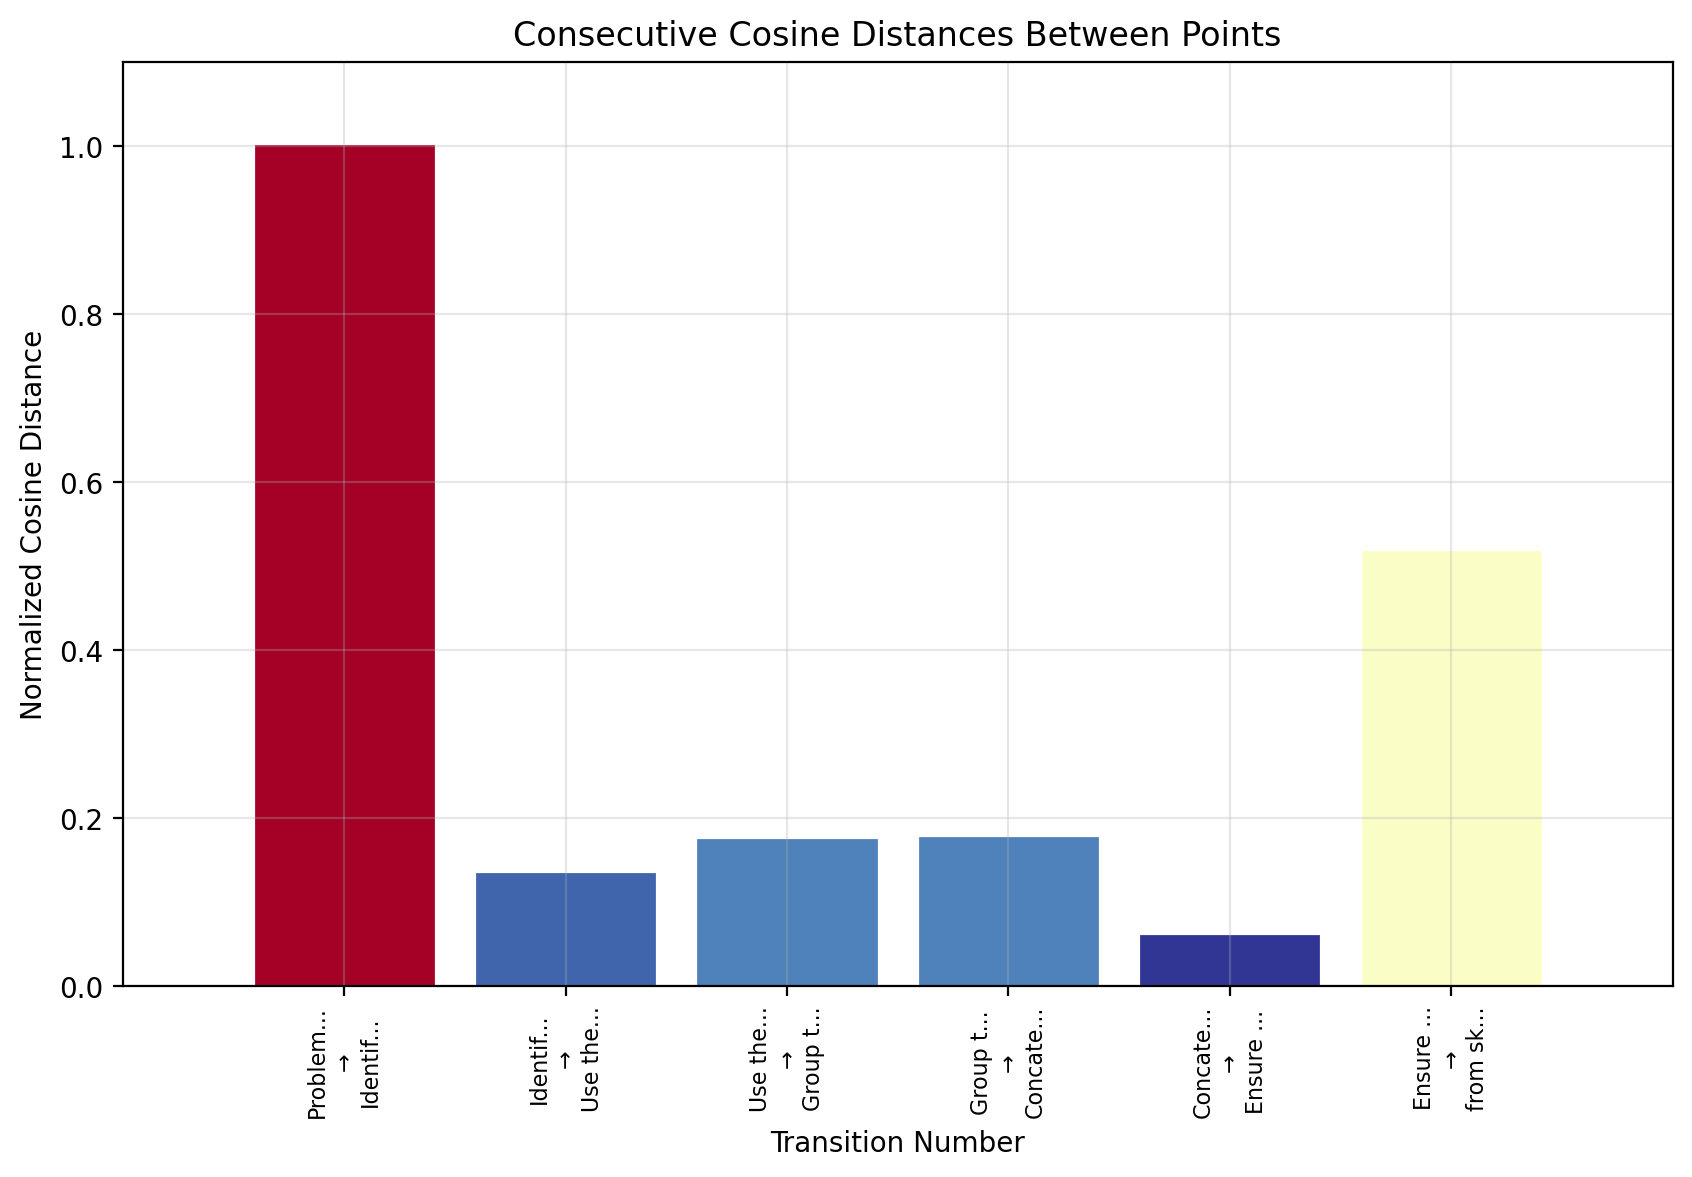 Consecutive Cosine Distances Between Points
Normalized Cosine Distance
1.0
0.8
0.6
0.4
0.2
0.0
Problem...
→
Identif...
Identif...
→
Use the...
Use the...
→
Group t...
Group t...
→
Concate...
Concate...
→
Ensure ...
Ensure ...
→
from sk...
Transition Number